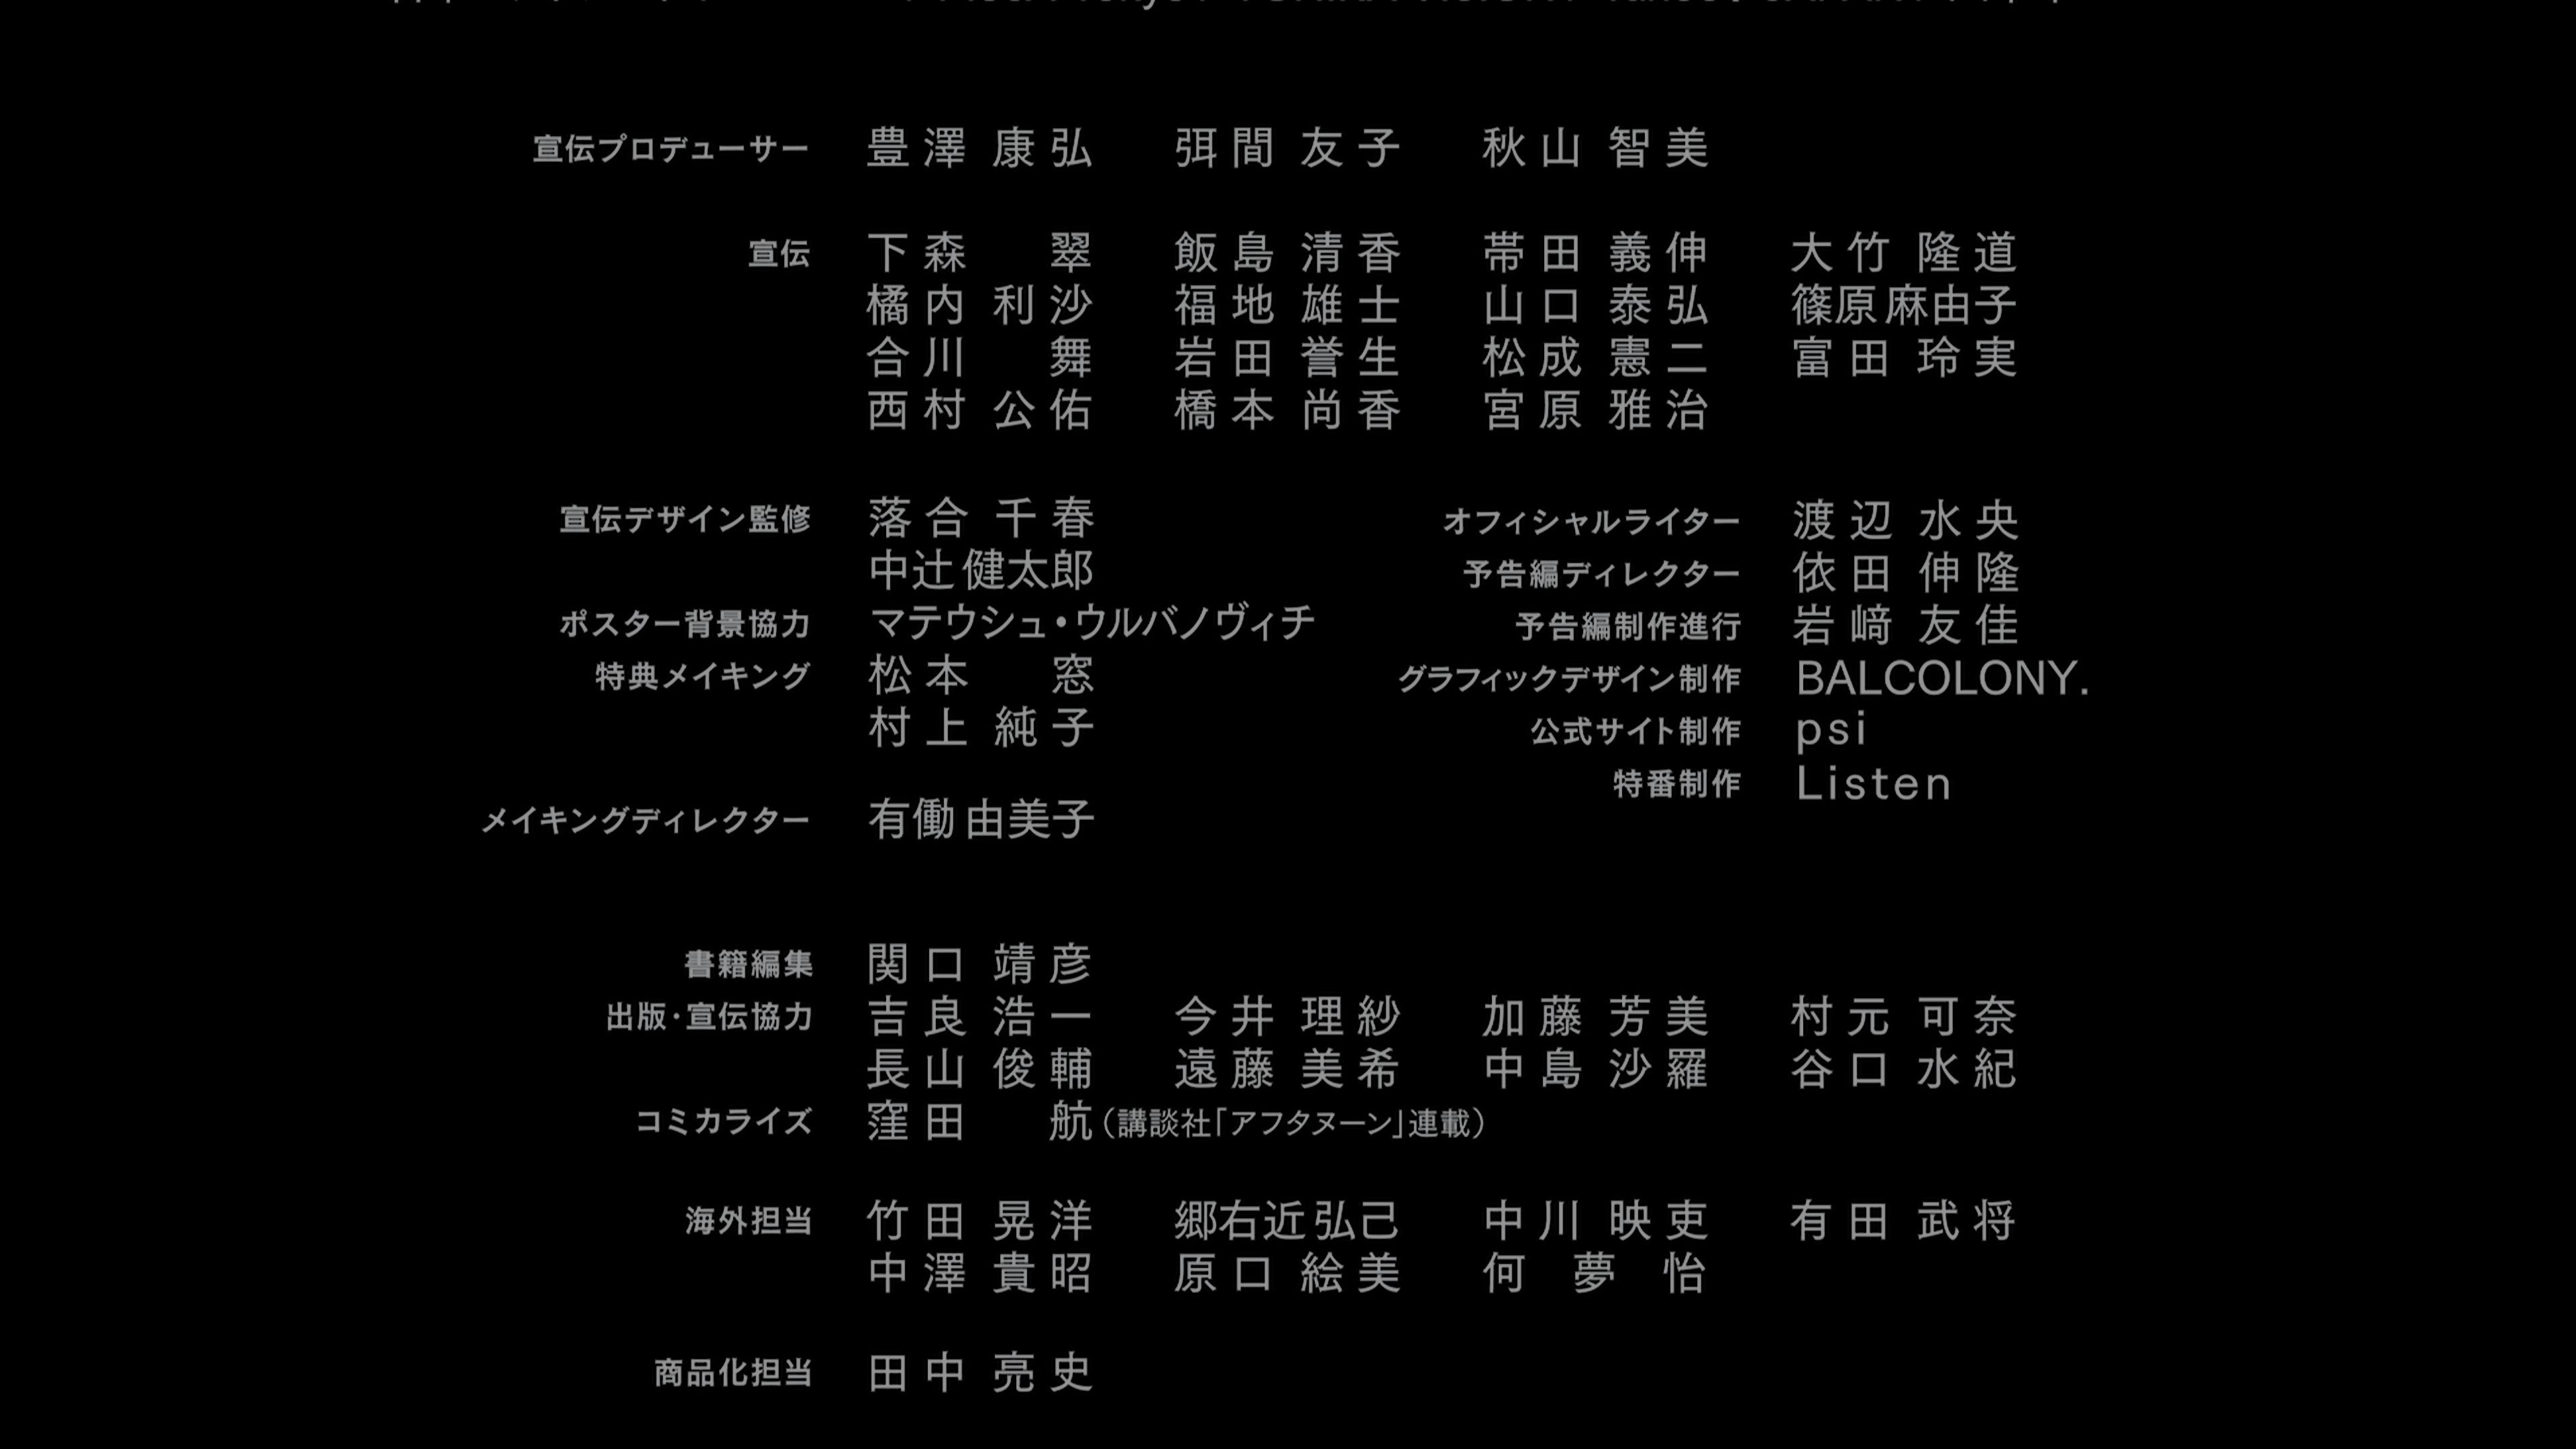 宣伝プロデューサー 豊澤 康弘 弭間 友子 秋山 智美
宣伝 下森 翠 飯島 清香 帯田 義伸 大竹 隆道
橘内 利沙 福地 雄士 山口 泰弘 篠原 麻由子
合川 舞 岩田 誉生 松成 憲二 富田 玲実
西村 公佑 橋本 尚香 宮原 雅治
宣伝デザイン監修 落合 千春
中辻 健太郎
ポスター背景協力 マテウシュ・ウルバノヴィチ
特典メイキング 松本 窓
村上 純子
メイキングディレクター 有働 由美子
オフィシャルライター 渡辺 水央
予告編ディレクター 依田 伸隆
予告編制作進行 岩﨑 友佳
グラフィックデザイン制作 BALCOLONY.
公式サイト制作 psi
特番制作 Listen
書籍編集 関口 靖彦
出版・宣伝協力 吉良 浩一 今井 理紗 加藤 芳美 村元 可奈
長山 俊輔 遠藤 美希 中島 沙羅 谷口 水紀
コミカライズ 窪田 航（講談社「アフタヌーン」連載）
海外担当 竹田 晃洋 郷右近 弘己 中川 映吏 有田 武将
中澤 貴昭 原口 絵美 何 夢怡
商品化担当 田中 亮史